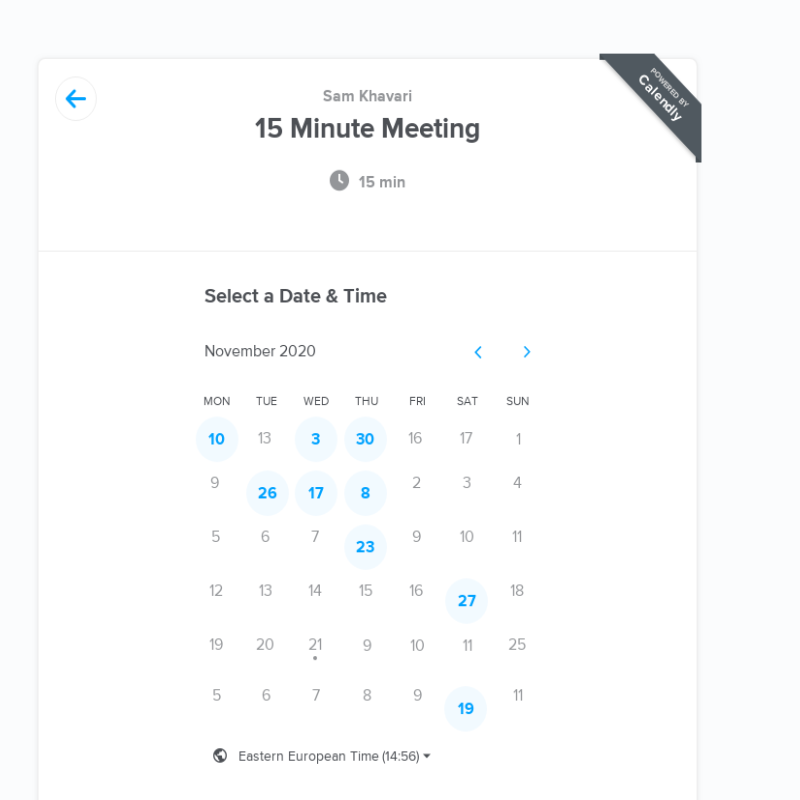 POWERED BY
Calendly
Sam Khavari
15 Minute Meeting
15 min
Select a Date & Time
November 2020
MON TUE WED THU FRI SAT SUN
10 13 3 30 16 17 1
9 26 17 8 2 3 4
5 6 7 23 9 10 11
12 13 14 15 16 27 18
19 20 21 9 10 11 25
5 6 7 8 9 19 11
Eastern European Time (14:56)